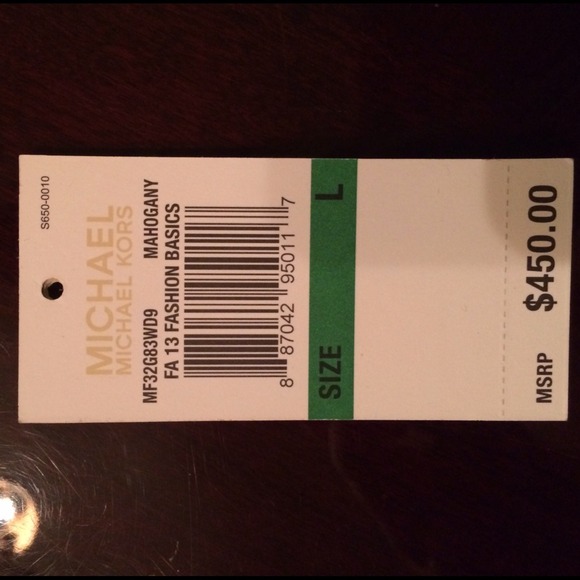 S650-0010
MICHAEL
MICHAEL KORS
MF32G83WD9 MAHOGANY
FA 13 FASHION BASICS
8 87042 95011 7
SIZE L
MSRP $450.00